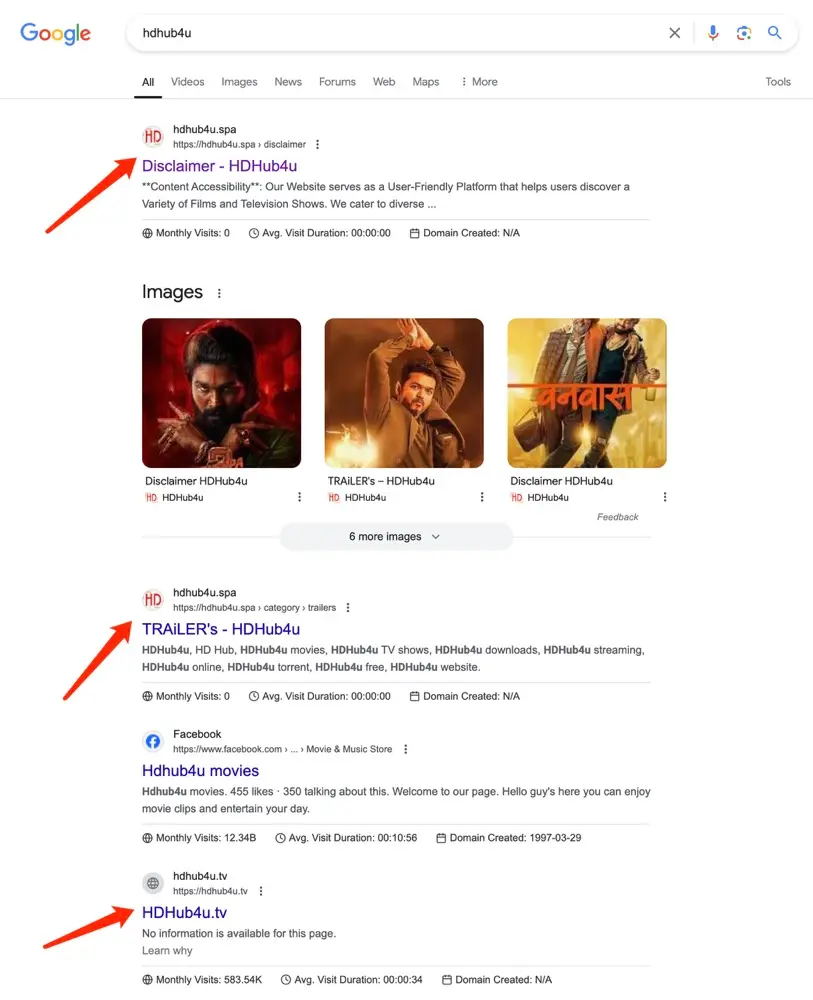 Google
hdhub4u
All Videos Images News Forums Web Maps More Tools
HD
hdhub4u.spa
https://hdhub4u.spa › disclaimer
Disclaimer - HDHub4u
**Content Accessibility**: Our Website serves as a User-Friendly Platform that helps users discover a
Variety of Films and Television Shows. We cater to diverse ...
Monthly Visits: 0 Avg. Visit Duration: 00:00:00 Domain Created: N/A
Images
वनवास
Disclaimer HDHub4u TRAiLER's – HDHub4u Disclaimer HDHub4u
HD HDHub4u HD HDHub4u HD HDHub4u
Feedback
6 more images
HD
hdhub4u.spa
https://hdhub4u.spa › category › trailers
TRAiLER's - HDHub4u
HDHub4u, HD Hub, HDHub4u movies, HDHub4u TV shows, HDHub4u downloads, HDHub4u streaming,
HDHub4u online, HDHub4u torrent, HDHub4u free, HDHub4u website.
Monthly Visits: 0 Avg. Visit Duration: 00:00:00 Domain Created: N/A
Facebook
https://www.facebook.com › ... › Movie & Music Store
Hdhub4u movies
Hdhub4u movies. 455 likes · 350 talking about this. Welcome to our page. Hello guy's here you can enjoy
movie clips and entertain your day.
Monthly Visits: 12.34B Avg. Visit Duration: 00:10:56 Domain Created: 1997-03-29
hdhub4u.tv
https://hdhub4u.tv
HDHub4u.tv
No information is available for this page.
Learn why
Monthly Visits: 583.54K Avg. Visit Duration: 00:00:34 Domain Created: N/A